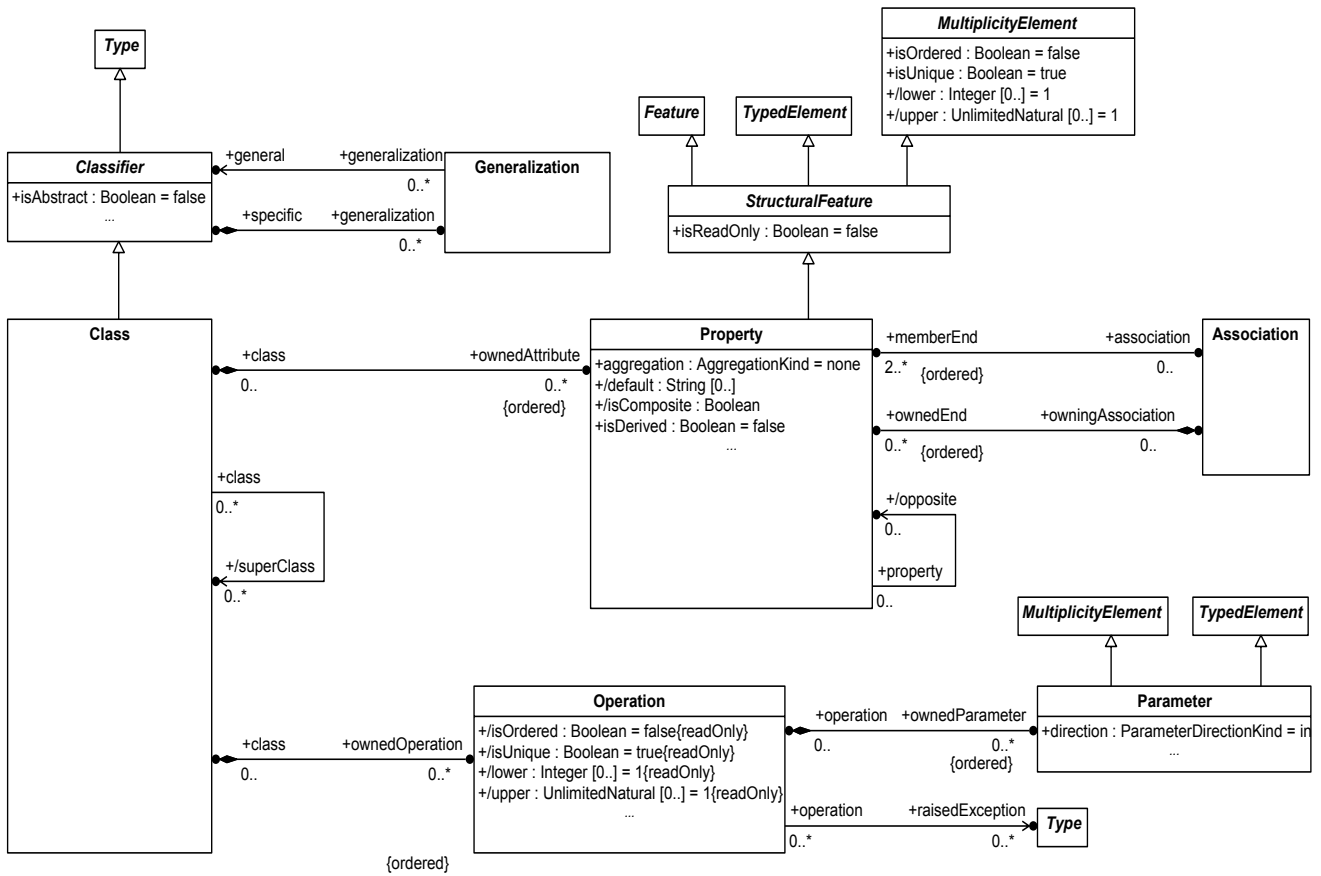 MultiplicityElement
+isOrdered : Boolean = false
+isUnique : Boolean = true
+/lower : Integer [0..] = 1
+/upper : UnlimitedNatural [0..] = 1
Type
Feature
TypedElement
Classifier
+isAbstract : Boolean = false
...
+general
+generalization
0..*
+specific
+generalization
0..*
Generalization
StructuralFeature
+isReadOnly : Boolean = false
Class
+class
0..
+ownedAttribute
0..*
{ordered}
Property
+aggregation : AggregationKind = none
+/default : String [0..]
+/isComposite : Boolean
+isDerived : Boolean = false
...
+memberEnd
2..*
{ordered}
+association
0..
Association
+ownedEnd
0..*
{ordered}
+owningAssociation
0..
+class
0..*
+/superClass
0..*
+/opposite
0..
+property
0..
MultiplicityElement
TypedElement
+class
0..
+ownedOperation
0..*
{ordered}
Operation
+/isOrdered : Boolean = false{readOnly}
+/isUnique : Boolean = true{readOnly}
+/lower : Integer [0..] = 1{readOnly}
+/upper : UnlimitedNatural [0..] = 1{readOnly}
...
+operation
0..
+ownedParameter
0..*
{ordered}
Parameter
+direction : ParameterDirectionKind = in
...
+operation
0..*
+raisedException
0..*
Type